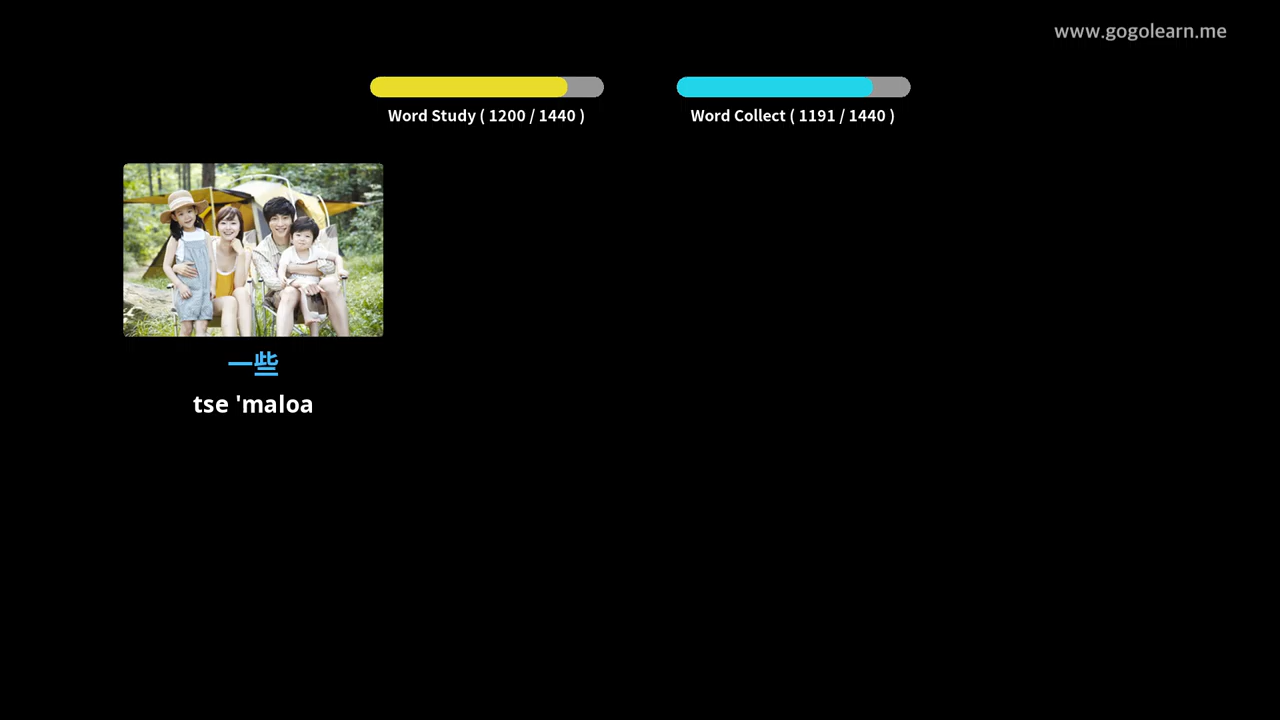 www.gogolearn.me
Word Study ( 1200 / 1440 )
Word Collect ( 1191 / 1440 )
一些
tse 'maloa